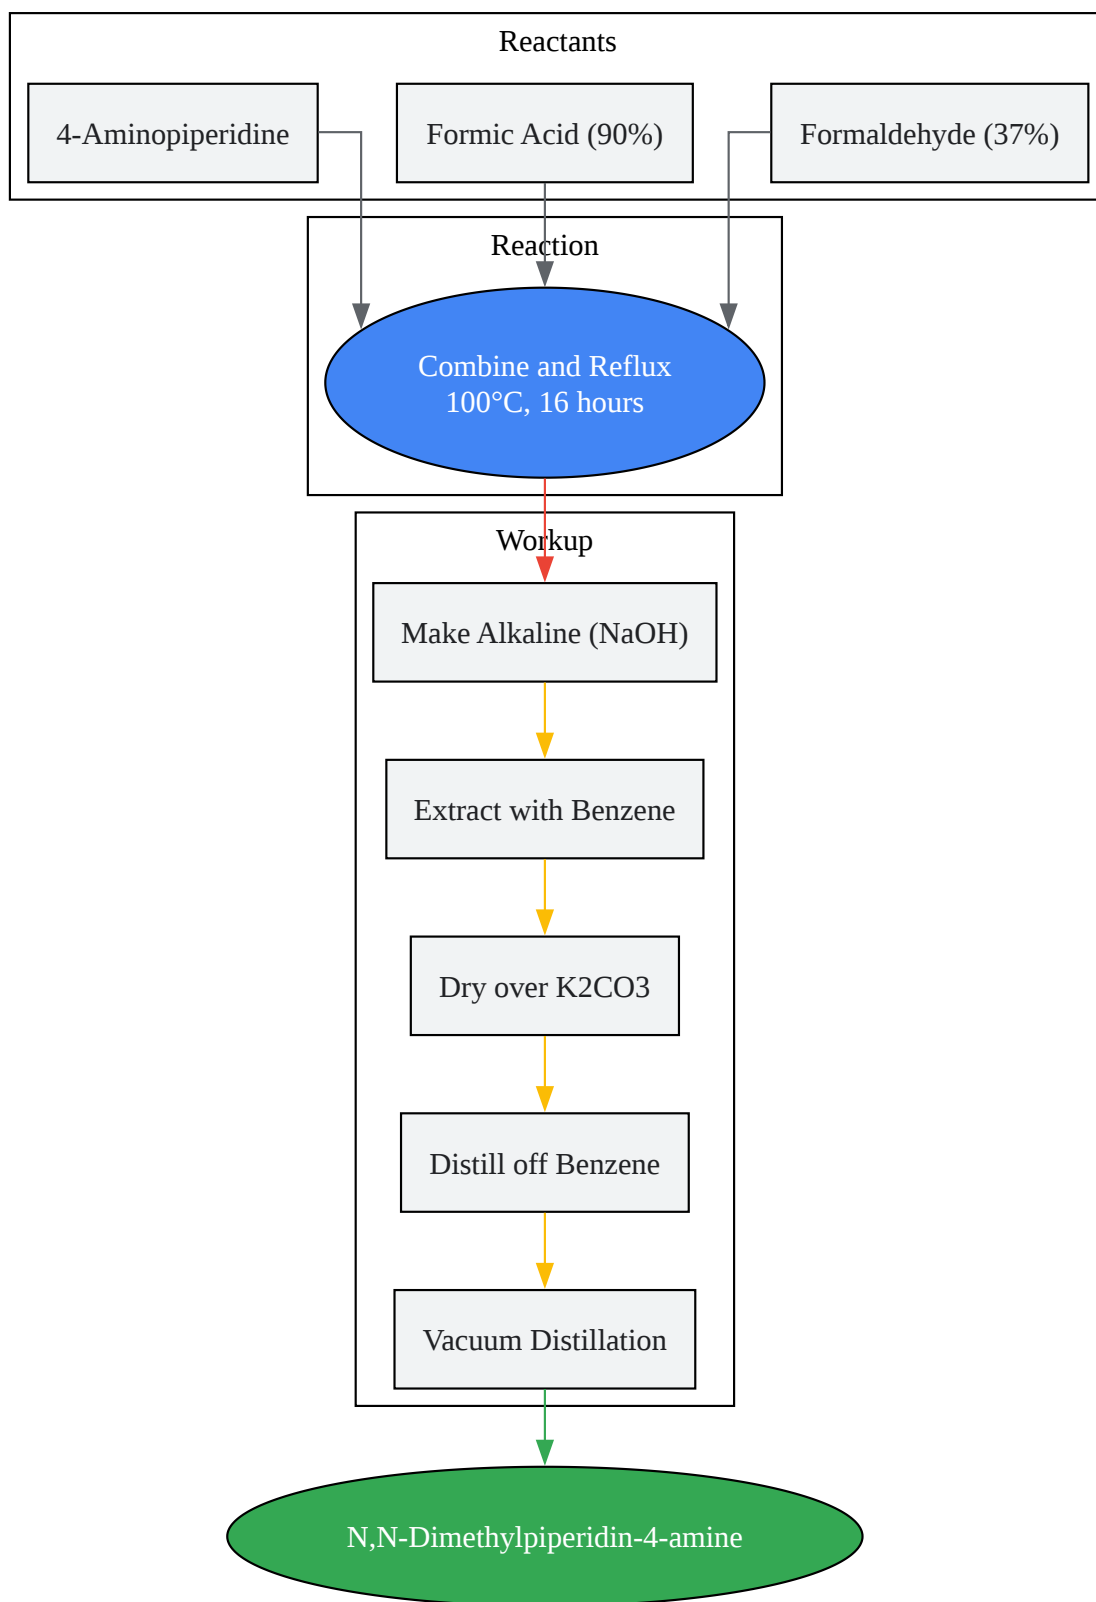 Reactants
4-Aminopiperidine
Formic Acid (90%)
Formaldehyde (37%)
Reaction
Combine and Reflux
100°C, 16 hours
Workup
Make Alkaline (NaOH)
Extract with Benzene
Dry over K2CO3
Distill off Benzene
Vacuum Distillation
N,N-Dimethylpiperidin-4-amine